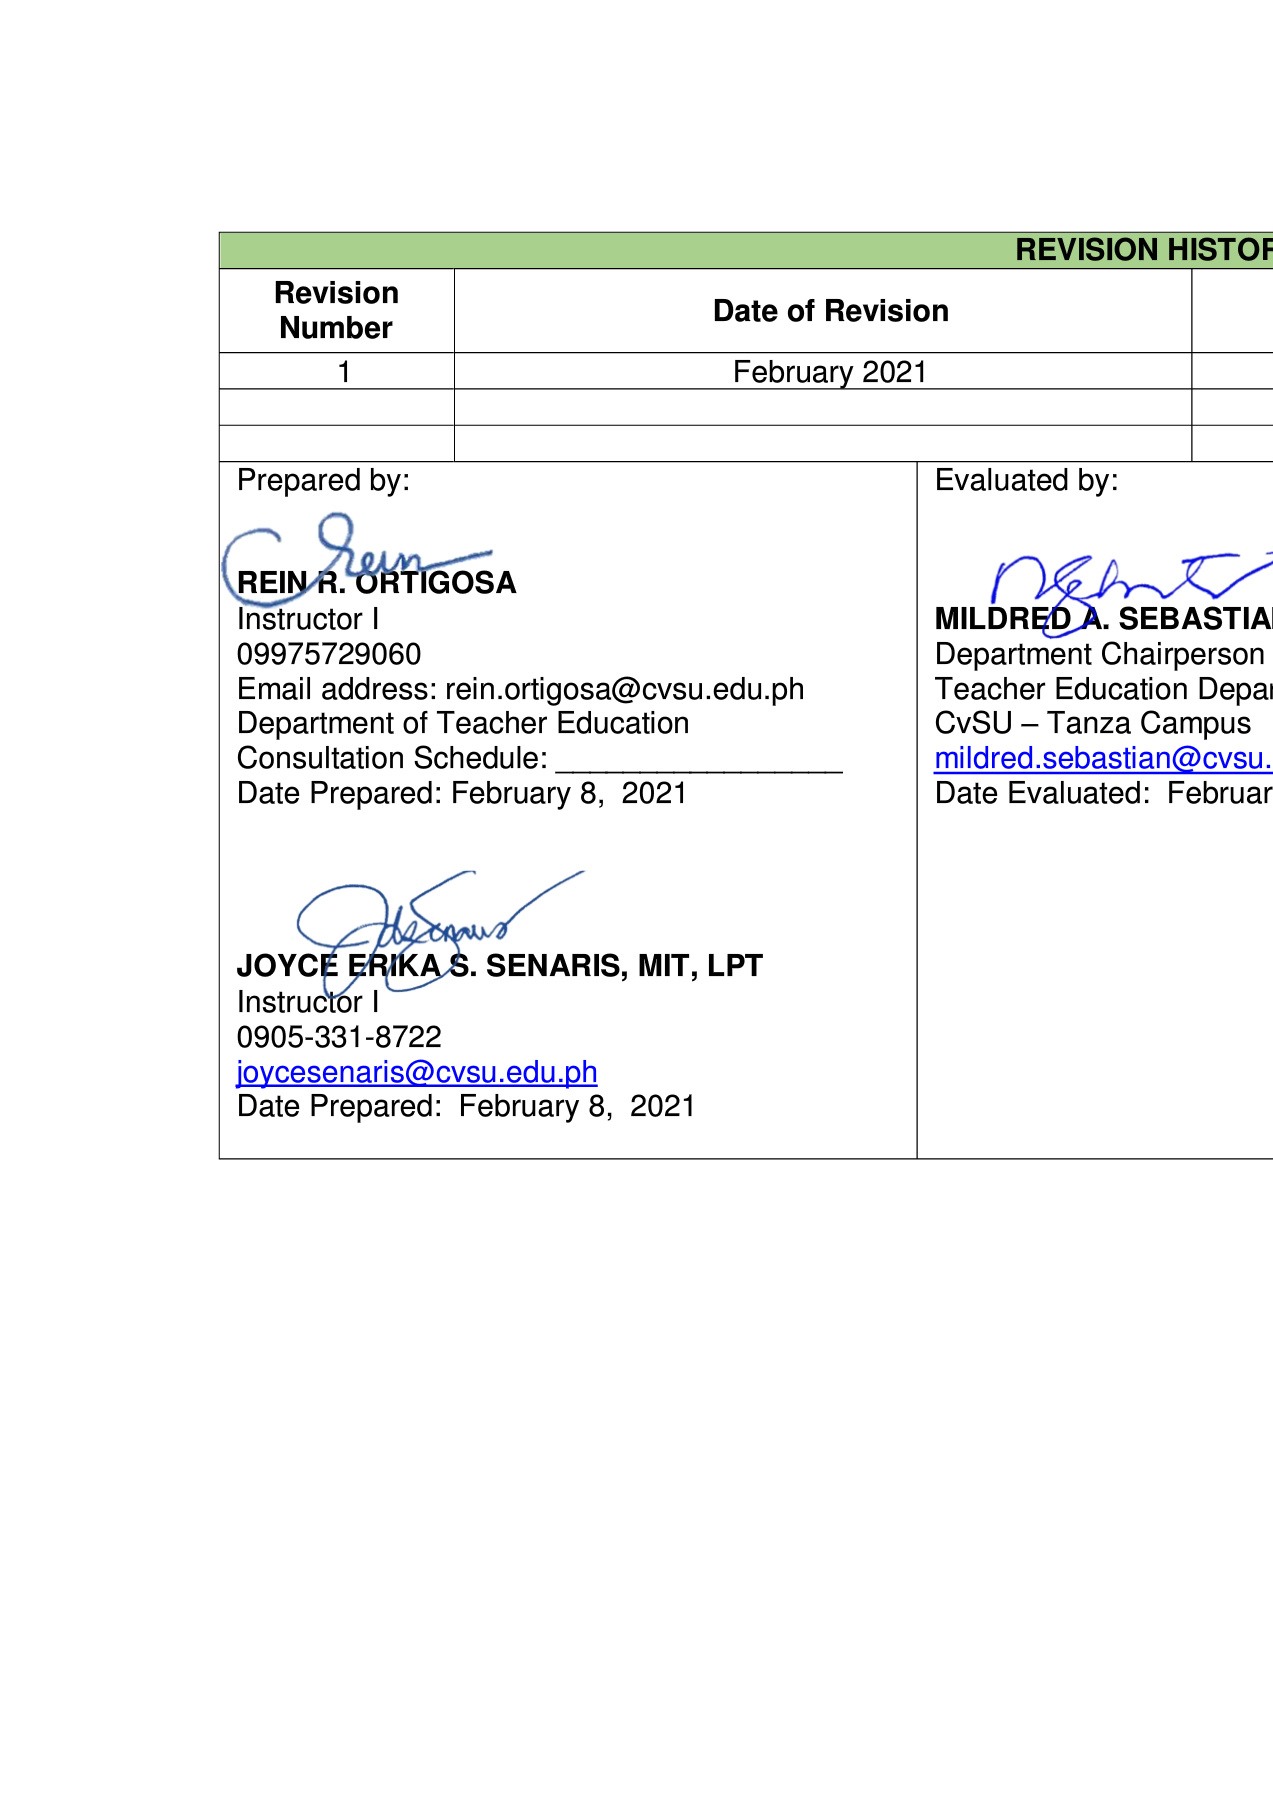 REVISION HISTOR
Revision
Number
Date of Revision
1
February 2021
Prepared by:
Rein
REIN R. ORTIGOSA
Instructor I
09975729060
Email address: rein.ortigosa@cvsu.edu.ph
Department of Teacher Education
Consultation Schedule: _________________
Date Prepared: February 8,  2021
JOYCE ERIKA S. SENARIS, MIT, LPT
Instructor I
0905-331-8722
joycesenaris@cvsu.edu.ph
Date Prepared:  February 8,  2021
Evaluated by:
MILDRED A. SEBASTIA
Department Chairperson
Teacher Education Depar
CvSU – Tanza Campus
mildred.sebastian@cvsu.
Date Evaluated:  Februar